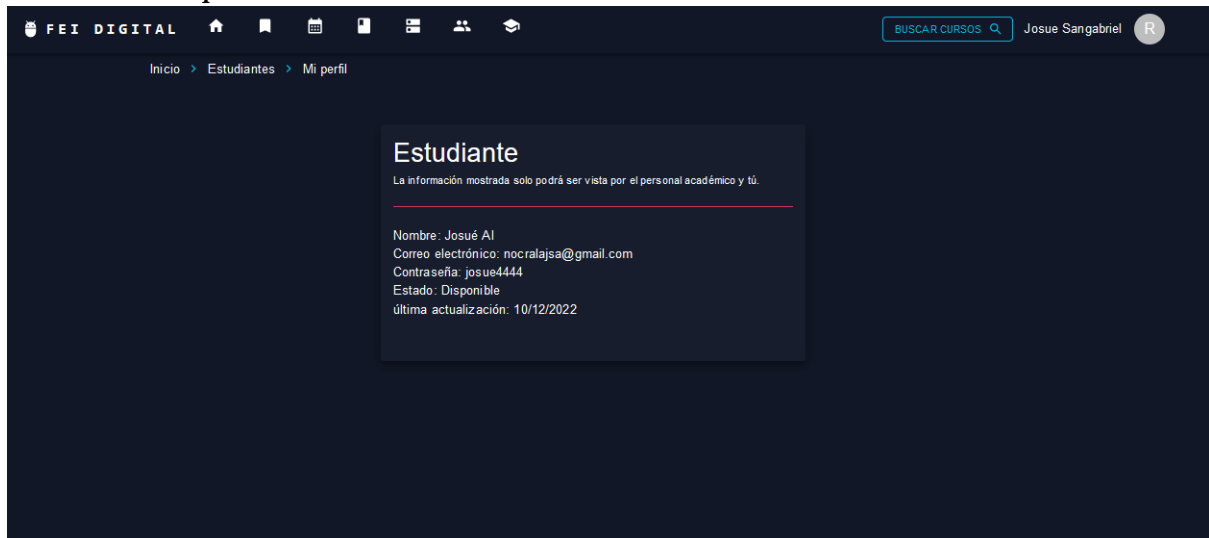 FEI DIGITAL
BUSCAR CURSOS
Josue Sangabriel
R
Inicio > Estudiantes > Mi perfil
Estudiante
La información mostrada solo podrá ser vista por el personal académico y tú.
Nombre: Josué Al
Correo electrónico: nocralajsa@gmail.com
Contraseña: josue4444
Estado: Disponible
última actualización: 10/12/2022